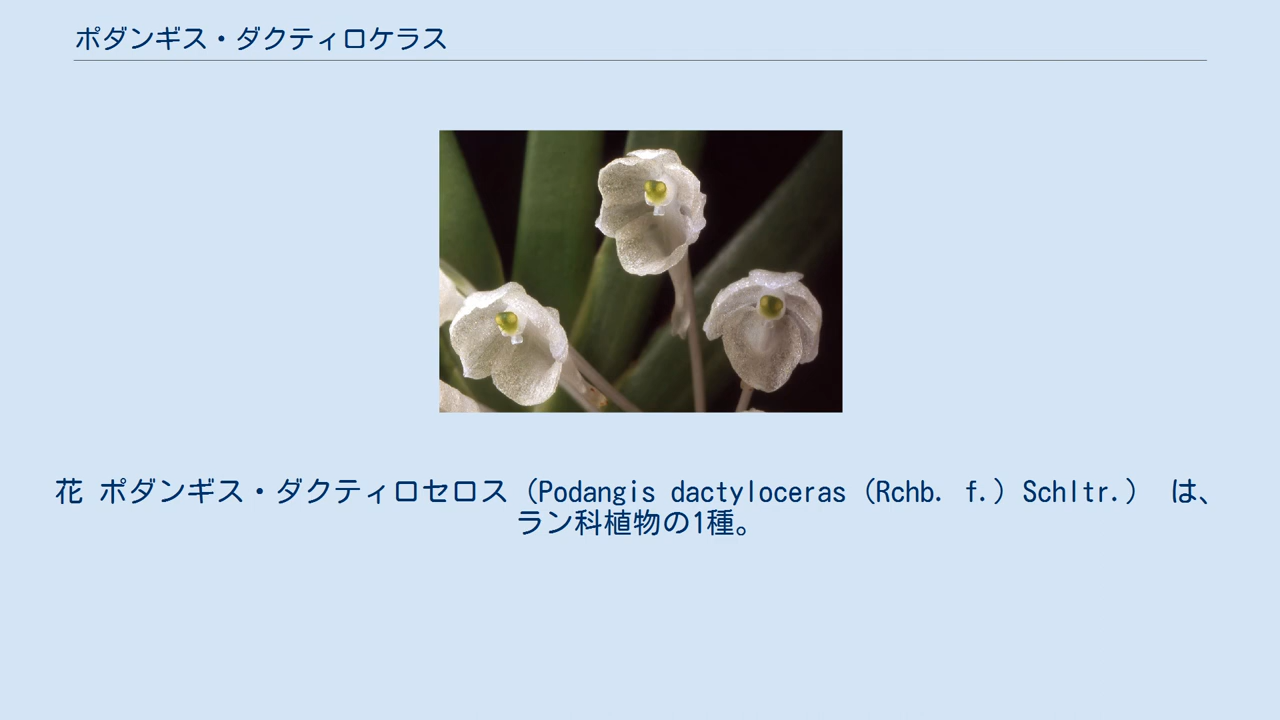 ポダンギス・ダクティロケラス
花 ポダンギス・ダクティロセロス（Podangis dactyloceras（Rchb. f.）Schltr.） は、
ラン科植物の1種。